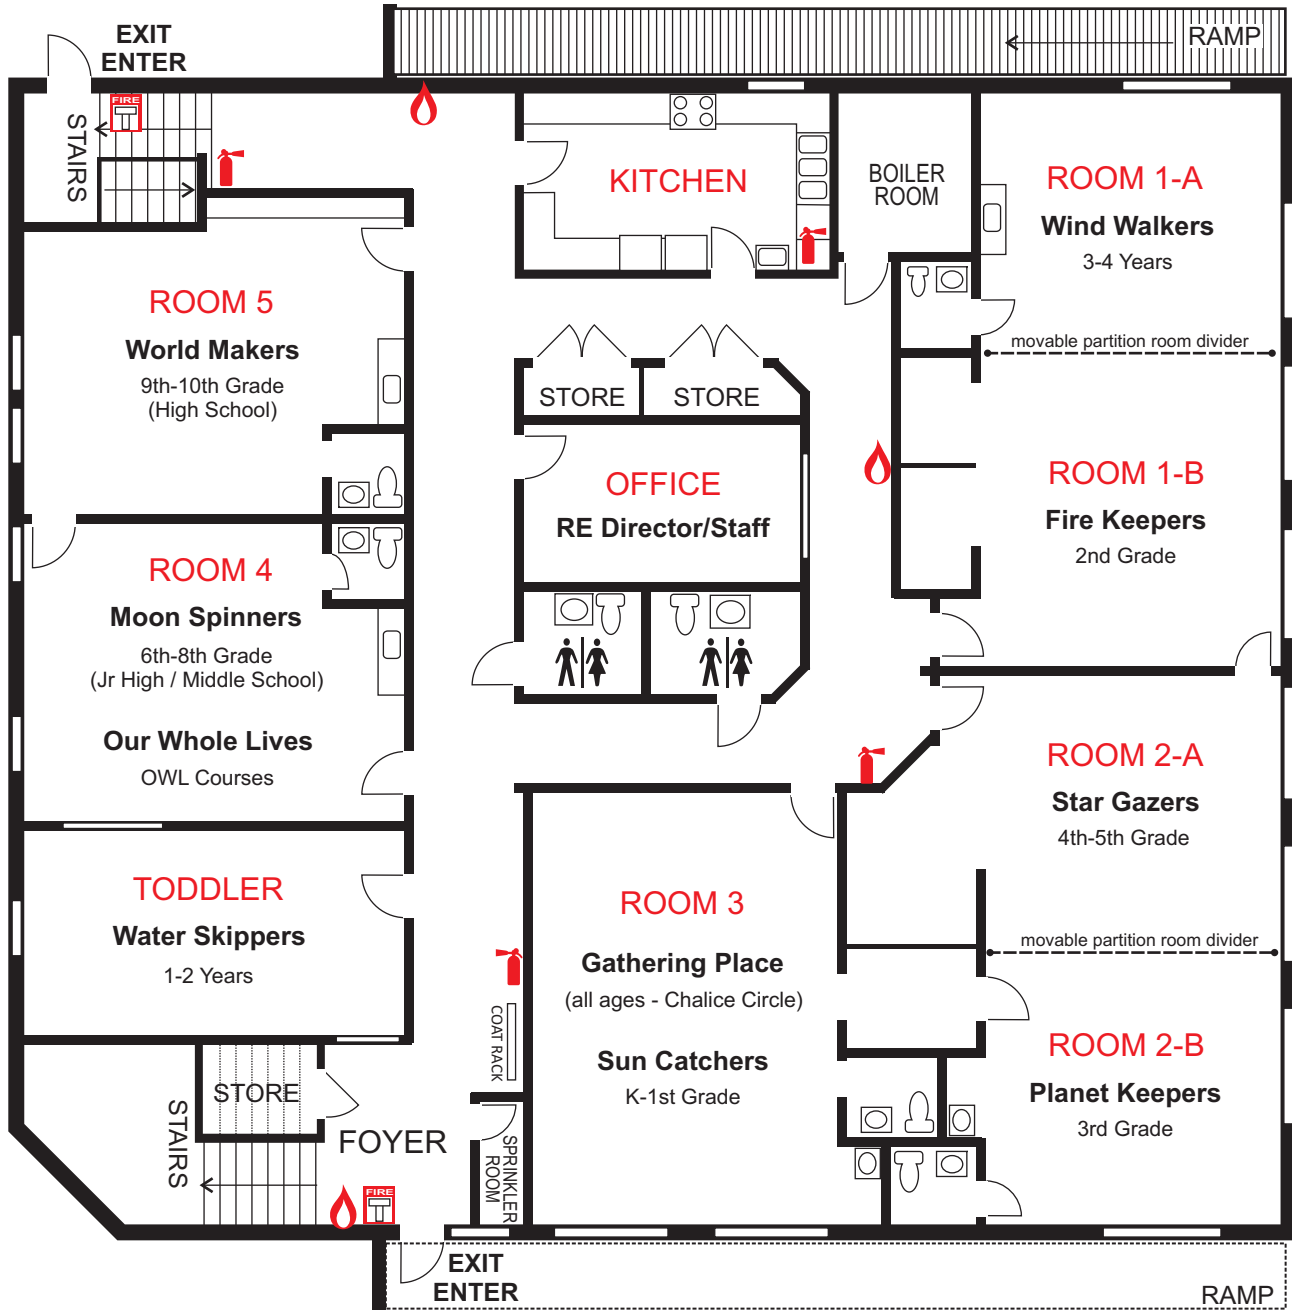 EXIT
ENTER
RAMP
FIRE
STAIRS
KITCHEN
BOILER
ROOM
ROOM 1-A
Wind Walkers
3-4 Years
movable partition room divider
ROOM 5
World Makers
9th-10th Grade
(High School)
STORE
STORE
OFFICE
RE Director/Staff
ROOM 1-B
Fire Keepers
2nd Grade
ROOM 4
Moon Spinners
6th-8th Grade
(Jr High / Middle School)
Our Whole Lives
OWL Courses
ROOM 2-A
Star Gazers
4th-5th Grade
movable partition room divider
TODDLER
Water Skippers
1-2 Years
ROOM 3
Gathering Place
(all ages - Chalice Circle)
Sun Catchers
K-1st Grade
COAT RACK
ROOM 2-B
Planet Keepers
3rd Grade
STORE
STAIRS
FOYER
SPRINKLER
ROOM
FIRE
EXIT
ENTER
RAMP